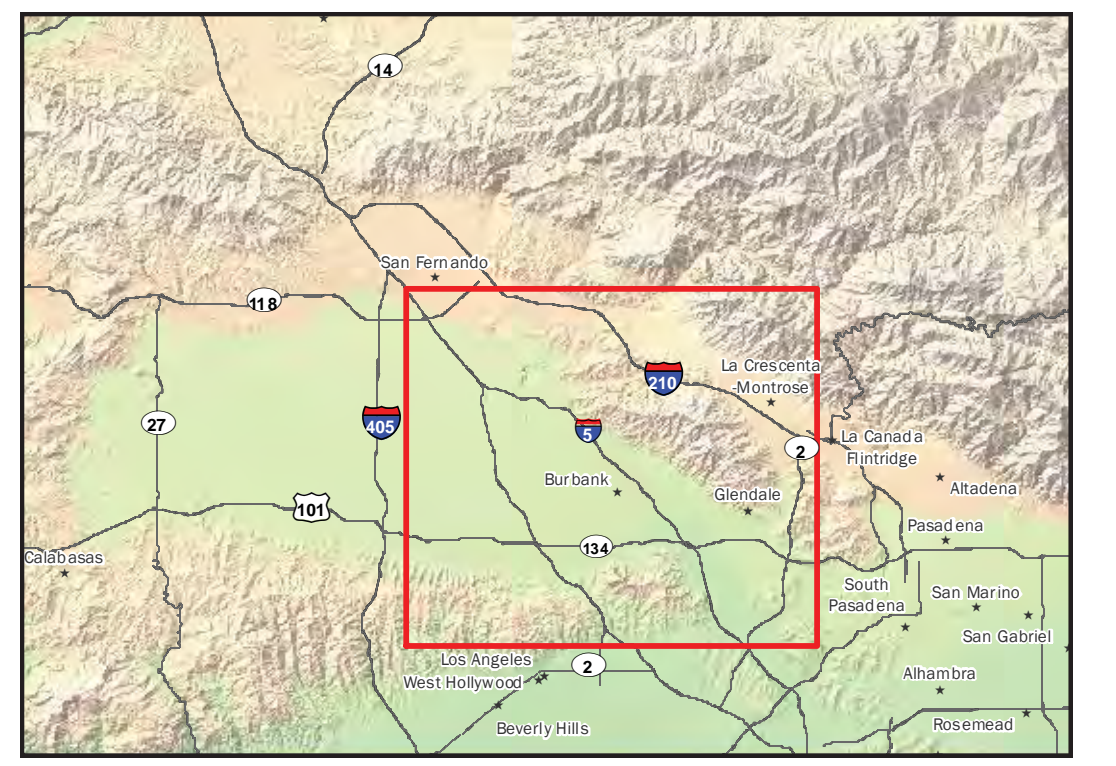 14
San Fernando
118
La Crescenta
-Montrose
210
27
405
5
La Canada
Flintridge
2
Burbank
Glendale
Altadena
101
Pasadena
134
Calabasas
South
Pasadena
San Marino
San Gabriel
Los Angeles
2
West Hollywood
Alhambra
Beverly Hills
Rosemead